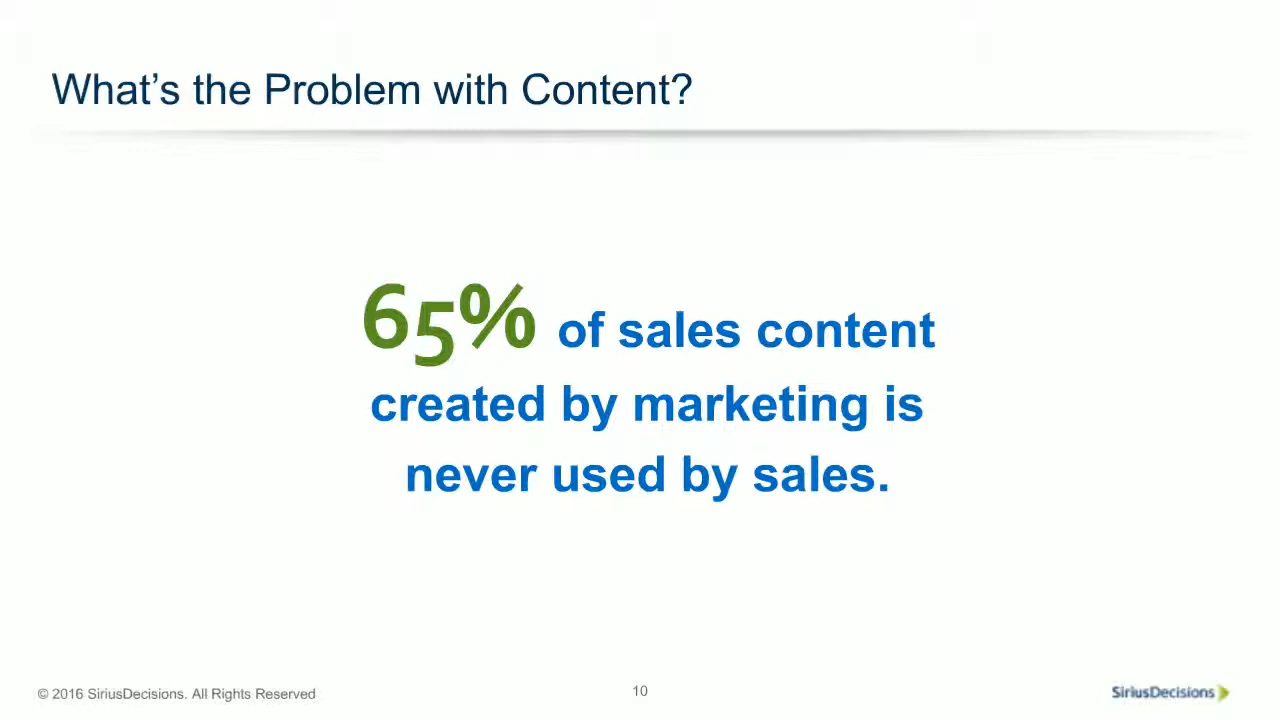 What’s the Problem with Content?
65% of sales content
created by marketing is
never used by sales.
© 2016 SiriusDecisions. All Rights Reserved
10
SiriusDecisions